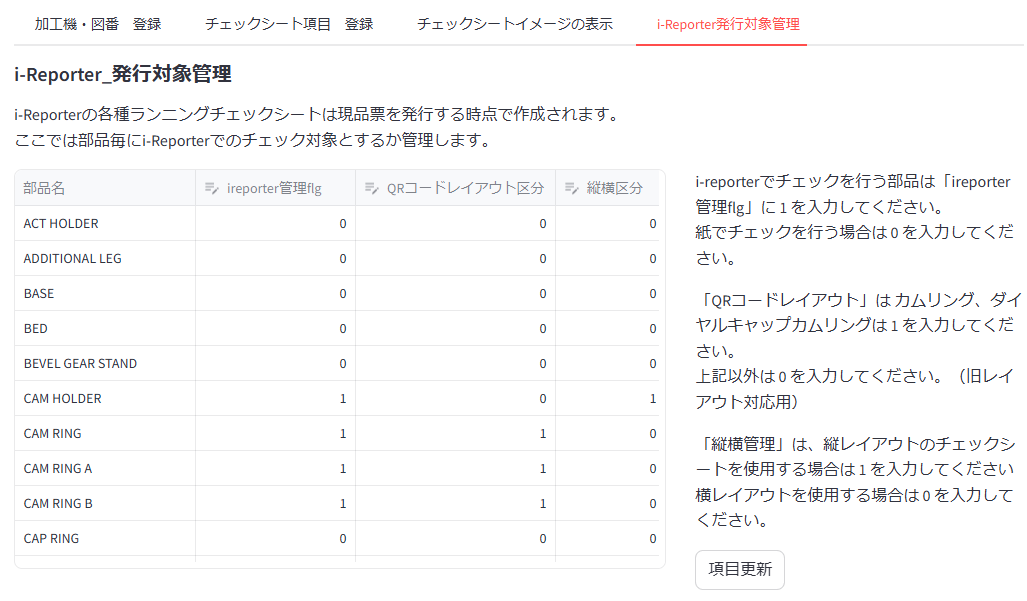 加工機・図番　登録　チェックシート項目　登録　チェックシートイメージの表示　i-Reporter発行対象管理
i-Reporter_発行対象管理
i-Reporterの各種ランニングチェックシートは現品票を発行する時点で作成されます。
ここでは部品毎にi-Reporterでのチェック対象とするか管理します。
部品名 ireporter管理flg QRコードレイアウト区分 縦横区分
ACT HOLDER 0 0 0
ADDITIONAL LEG 0 0 0
BASE 0 0 0
BED 0 0 0
BEVEL GEAR STAND 0 0 0
CAM HOLDER 1 0 1
CAM RING 1 1 0
CAM RING A 1 1 0
CAM RING B 1 1 0
CAP RING 0 0 0
i-reporterでチェックを行う部品は「ireporter
管理flg」に 1 を入力してください。
紙でチェックを行う場合は 0 を入力してくだ
さい。
「QRコードレイアウト」は カムリング、ダイ
ヤルキャップカムリングは 1 を入力してくだ
さい。
上記以外は 0 を入力してください。（旧レイ
アウト対応用）
「縦横管理」は、縦レイアウトのチェックシ
ートを使用する場合は 1 を入力してください
横レイアウトを使用する場合は 0 を入力して
ください。
項目更新